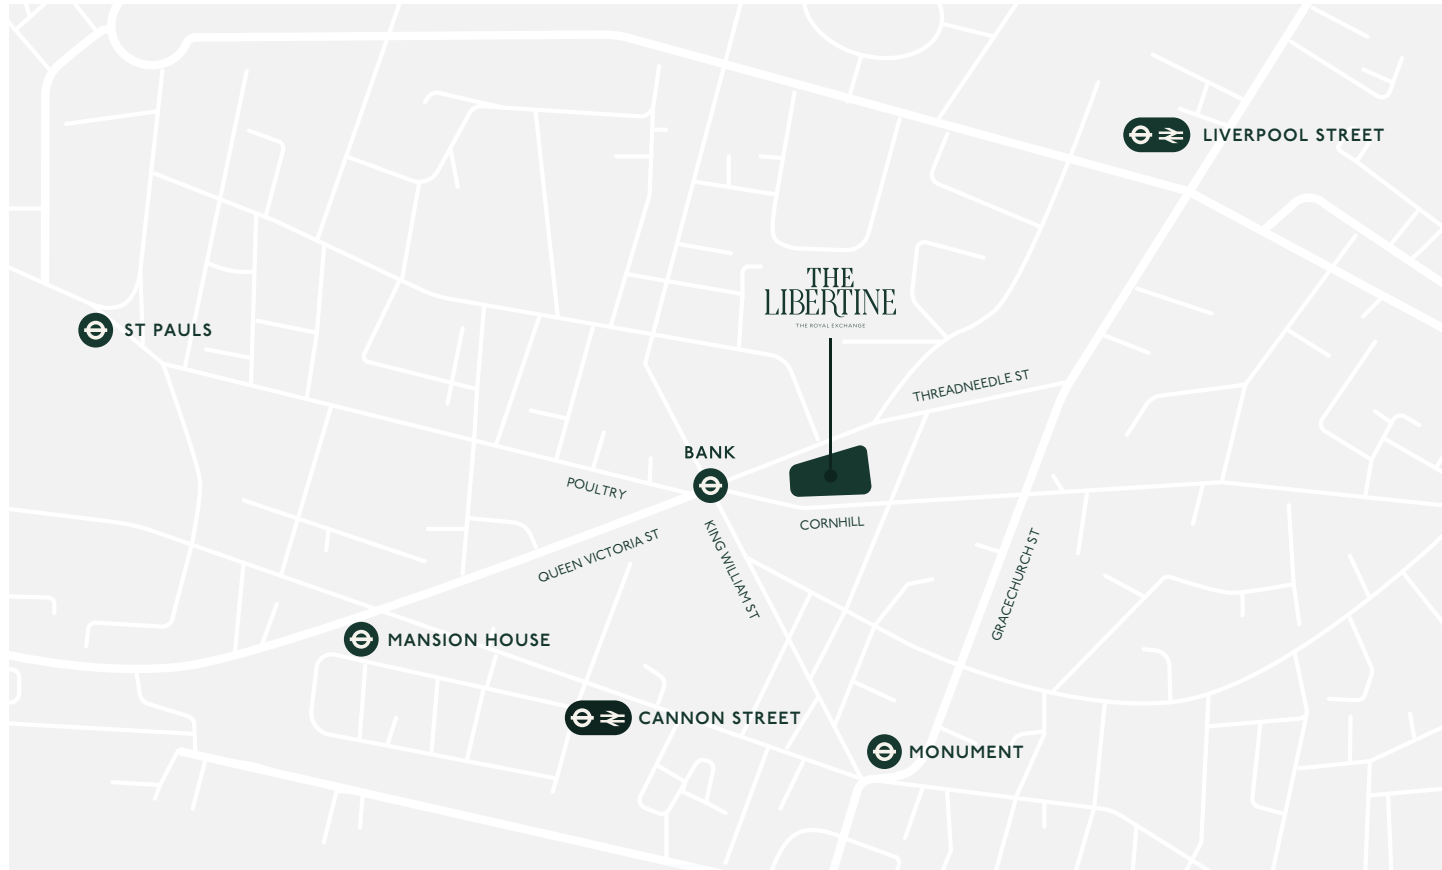 LIVERPOOL STREET
THE
LIBERTINE
THE ROYAL EXCHANGE
ST PAULS
THREADNEEDLE ST
BANK
POULTRY
CORNHILL
QUEEN VICTORIA ST
KING WILLIAM ST
GRACECHURCH ST
MANSION HOUSE
CANNON STREET
MONUMENT